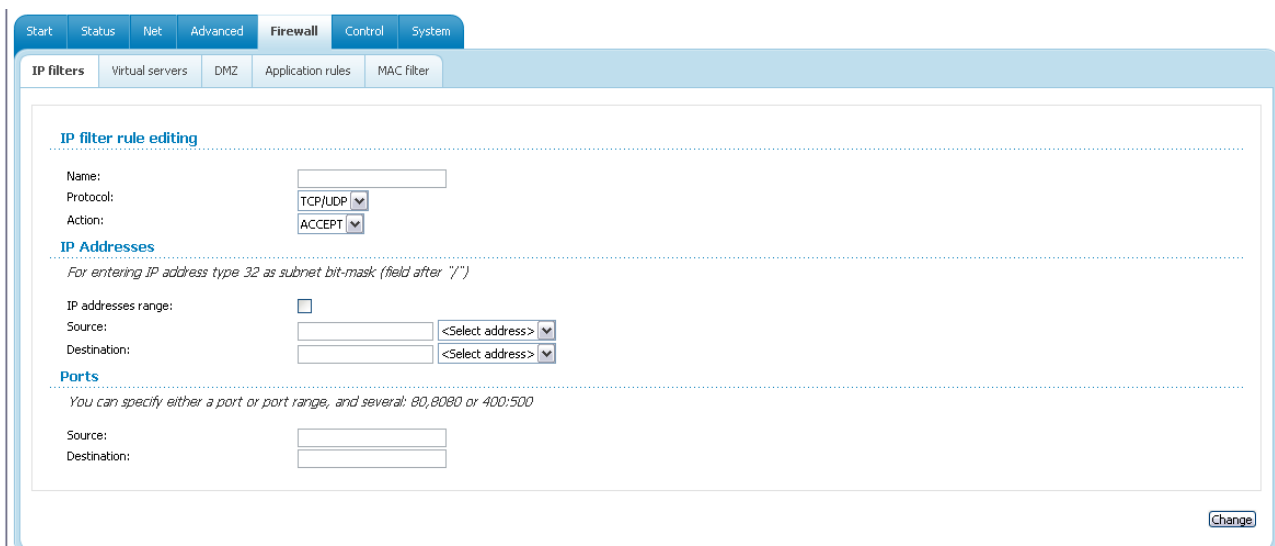 Start Status Net Advanced Firewall Control System
IP filters Virtual servers DMZ Application rules MAC filter
IP filter rule editing
Name:
Protocol: TCP/UDP
Action: ACCEPT
IP Addresses
For entering IP address type 32 as subnet bit-mask (field after "/")
IP addresses range:
Source: <Select address>
Destination: <Select address>
Ports
You can specify either a port or port range, and several: 80,8080 or 400:500
Source:
Destination:
Change